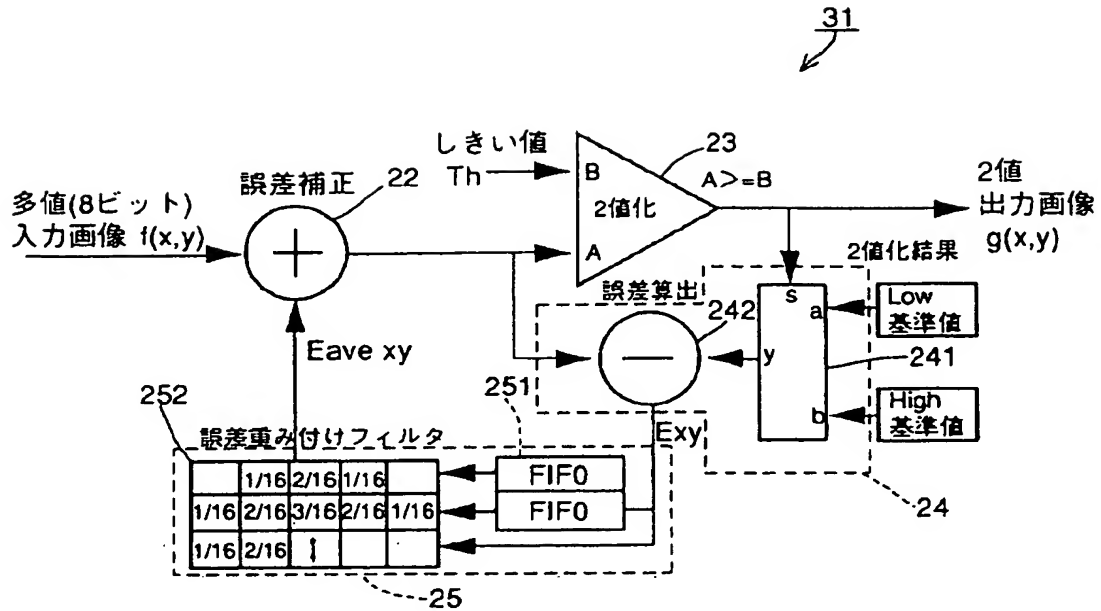 31
しきい値
Th
B
A
2値化
23
A>=B
誤差補正
22
多値(8ビット)
入力画像 f(x,y)
2値
出力画像
g(x,y)
2値化結果
誤差算出
242
s
a
y
b
Low
基準値
241
High
基準値
Eave xy
252
251
Exy
誤差重み付けフィルタ
FIFO
FIFO
1/16 2/16 1/16
1/16 2/16 3/16 2/16 1/16
1/16 2/16
24
25